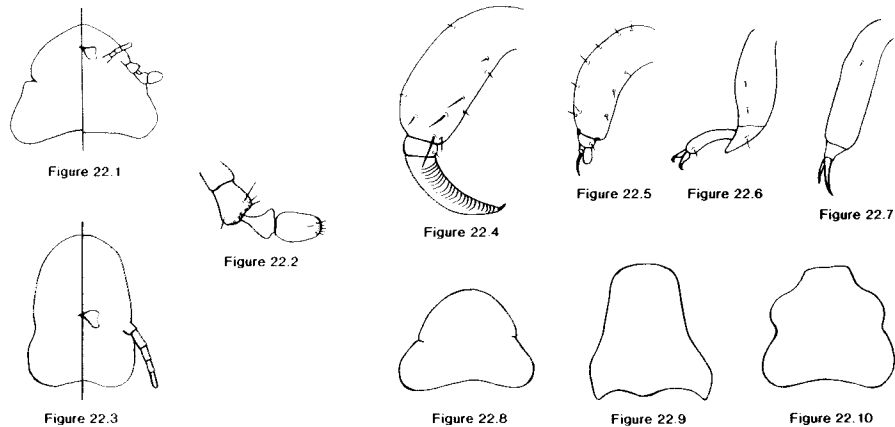 Figure 22.1
Figure 22.2
Figure 22.3
Figure 22.4
Figure 22.5
Figure 22.6
Figure 22.7
Figure 22.8
Figure 22.9
Figure 22.10